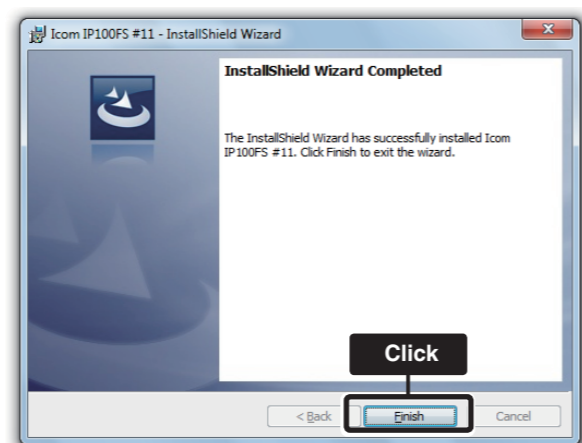 Icom IP100FS #11 - InstallShield Wizard
InstallShield Wizard Completed
The InstallShield Wizard has successfully installed Icom
IP100FS #11. Click Finish to exit the wizard.
Click
< Back Finish Cancel